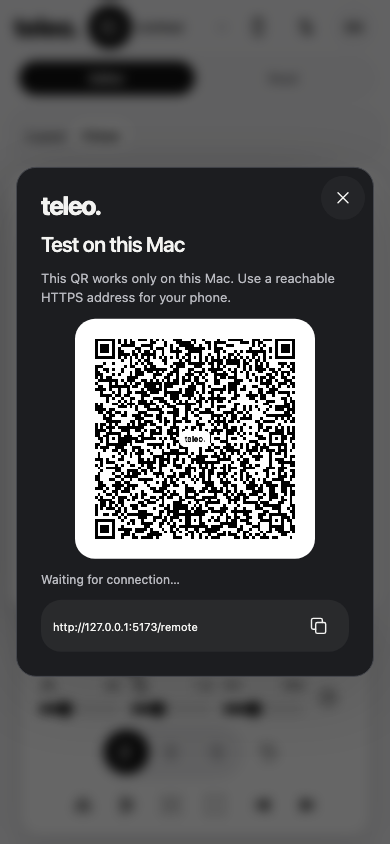 teleo.
teleo.
Test on this Mac
This QR works only on this Mac. Use a reachable
HTTPS address for your phone.
teleo.
Waiting for connection...
http://127.0.0.1:5173/remote